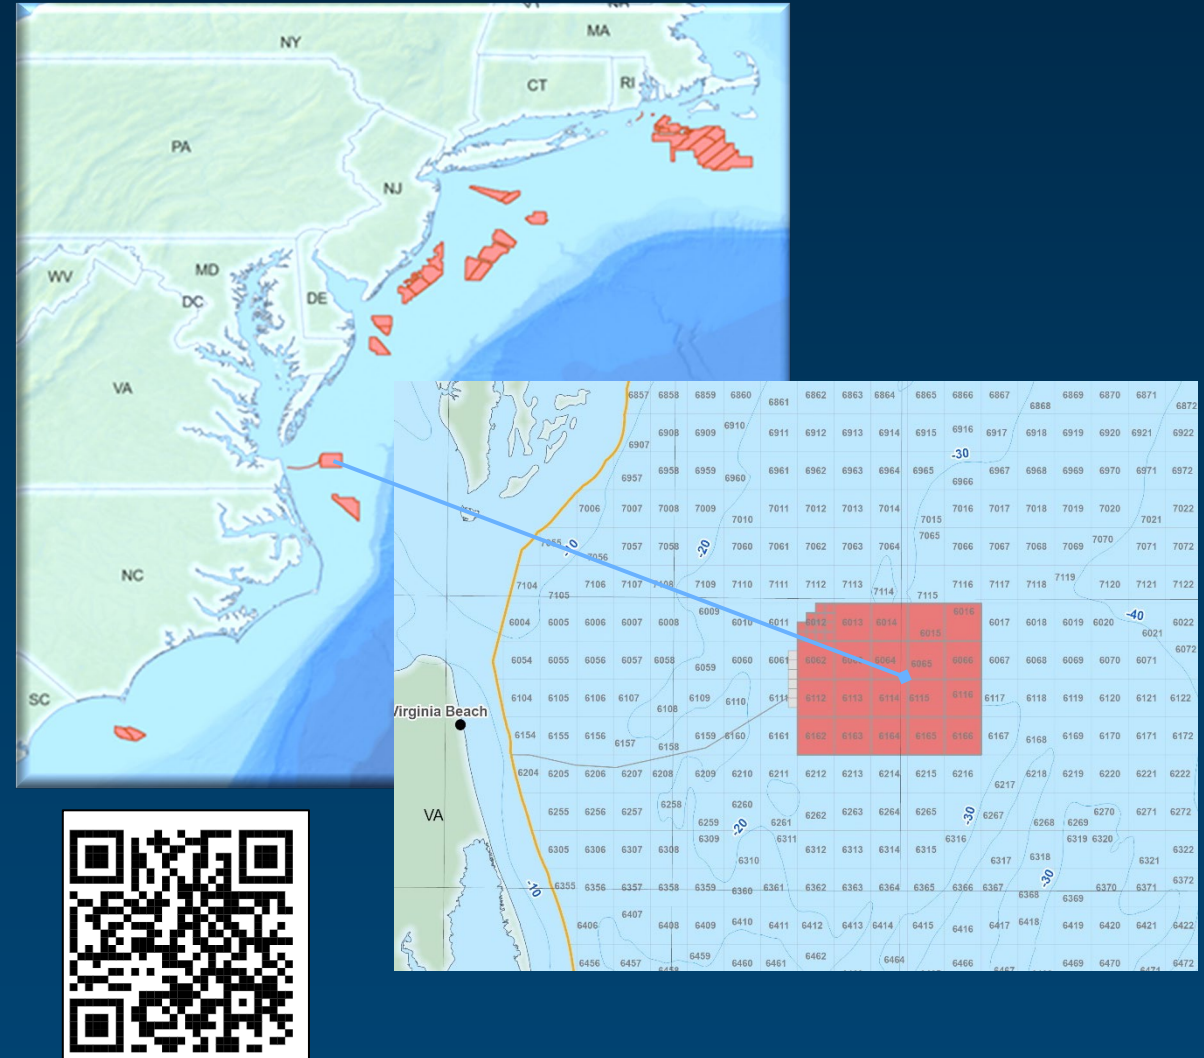 NY
MA
CT
RI
PA
NJ
WV
MD
DC
DE
VA
NC
SC
6857 6858 6859 6860 6861 6862 6863 6864 6865 6866 6867 6868 6869 6870 6871 6872
6907 6908 6909 6910 6911 6912 6913 6914 6915 6916 6917 6918 6919 6920 6921 6922
-30
6957 6958 6959 6960 6961 6962 6963 6964 6965 6966 6967 6968 6969 6970 6971 6972
7006 7007 7008 7009 7010 7011 7012 7013 7014 7015 7016 7017 7018 7019 7020 7021 7022
-20
7056 7057 7058 7060 7061 7062 7063 7064 7065 7066 7067 7068 7069 7070 7071 7072
7104 7105 7106 7107 7109 7110 7111 7112 7113 7114 7115 7116 7117 7118 7119 7120 7121 7122
-40
6004 6005 6006 6007 6008 6009 6010 6011 6012 6013 6014 6015 6016 6017 6018 6019 6020 6021 6022
6054 6055 6056 6057 6058 6059 6060 6061 6062 6064 6065 6066 6067 6068 6069 6070 6071 6072
6104 6105 6106 6107 6108 6109 6110 6111 6112 6113 6114 6115 6116 6117 6118 6119 6120 6121 6122
Virginia Beach
6154 6155 6156 6157 6158 6159 6160 6161 6162 6163 6164 6165 6166 6167 6168 6169 6170 6171 6172
6204 6205 6206 6207 6208 6209 6210 6211 6212 6213 6214 6215 6216 6217 6218 6219 6220 6221 6222
VA
6255 6256 6257 6258 6259 6260 6261 6262 6263 6264 6265 6267 6268 6269 6270 6271 6272
-20
-30
6305 6306 6307 6308 6309 6310 6311 6312 6313 6314 6315 6316 6317 6318 6319 6320 6321 6322
-10
-30
6355 6356 6357 6358 6359 6360 6361 6362 6363 6364 6365 6366 6367 6368 6369 6370 6371 6372
6406 6407 6408 6409 6410 6411 6412 6413 6414 6415 6416 6417 6418 6419 6420 6421 6422
6456 6457 6459 6460 6461 6462 6464 6466 6469 6470 6472